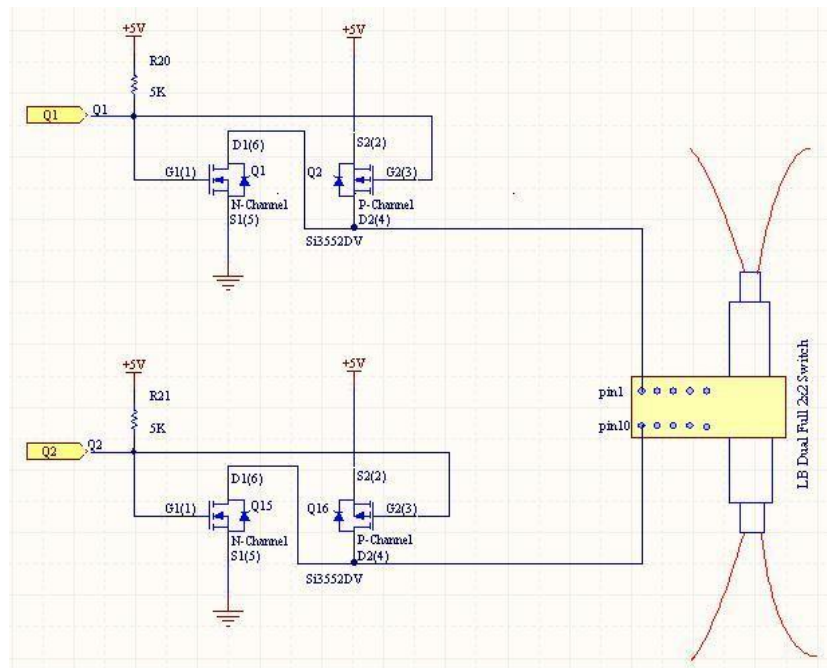 +5V
+5V
R20
5K
Q1
Q1
D1(6)
S2(2)
G1(1)
Q1
Q2
G2(3)
N-Channel
S1(5)
P-Channel
D2(4)
Si3552DV
+5V
+5V
R21
5K
Q2
Q2
D1(6)
S2(2)
G1(1)
Q15
Q16
G2(3)
N-Channel
S1(5)
P-Channel
D2(4)
Si3552DV
pin1
pin10
LB Dual Full 2x2 Switch